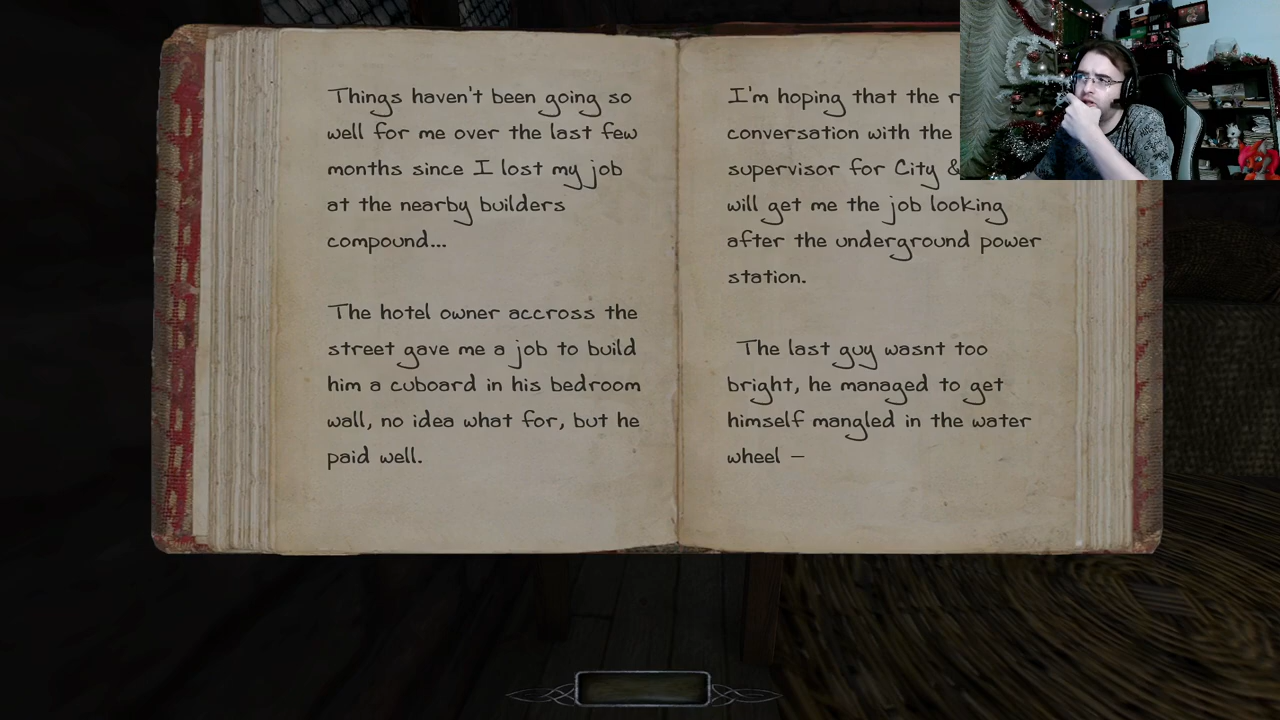 Things haven't been going so
well for me over the last few
months since I lost my job
at the nearby builders
compound...
The hotel owner accross the
street gave me a job to build
him a cuboard in his bedroom
wall, no idea what for, but he
paid well.
I'm hoping that the
conversation with the
supervisor for City &
will get me the job looking
after the underground power
station.
The last guy wasnt too
bright, he managed to get
himself mangled in the water
wheel –